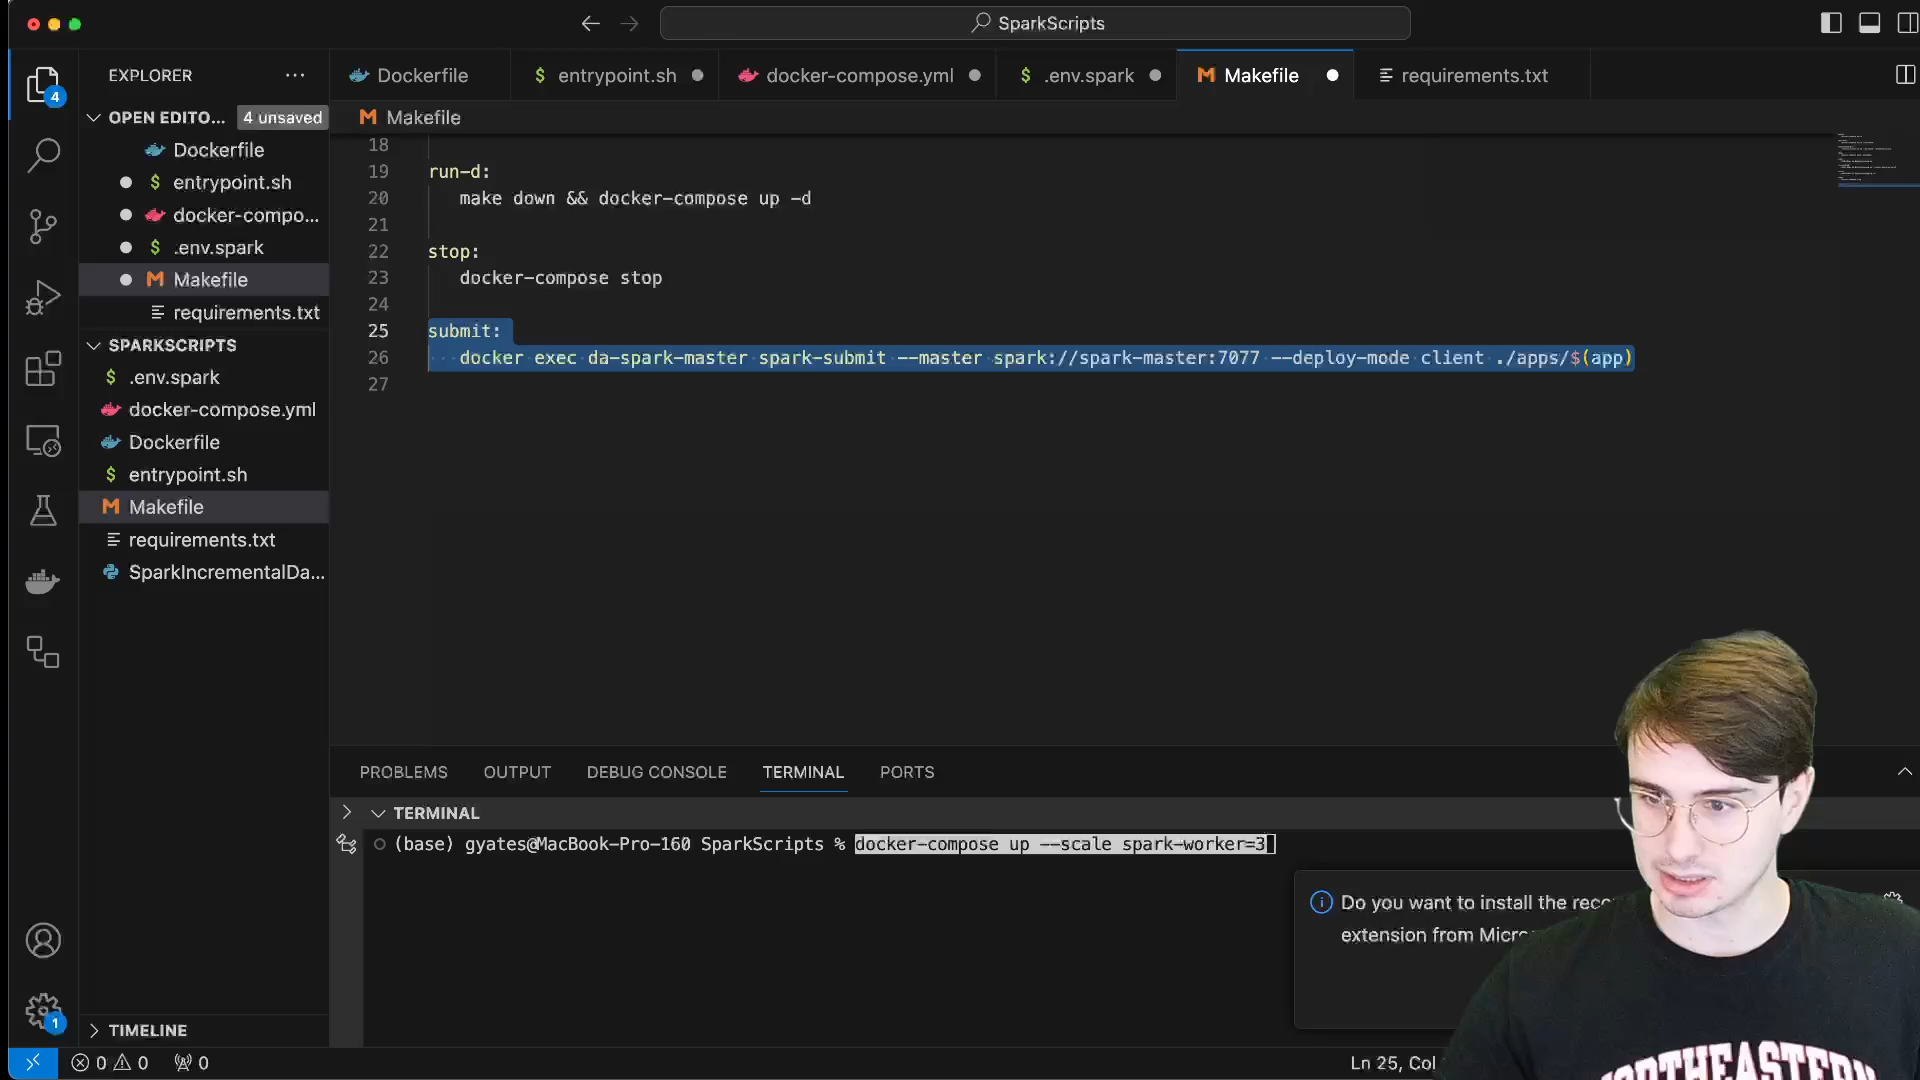 SparkScripts
EXPLORER
Dockerfile
$ entrypoint.sh
docker-compose.yml
$ .env.spark
M Makefile
requirements.txt
OPEN EDITO...
4 unsaved
M Makefile
Dockerfile
$ entrypoint.sh
docker-compo...
$ .env.spark
M Makefile
requirements.txt
SPARKSCRIPTS
$ .env.spark
docker-compose.yml
Dockerfile
$ entrypoint.sh
M Makefile
requirements.txt
SparkIncrementalDa...
4
18
19 run-d:
20 make down && docker-compose up -d
21
22 stop:
23 docker-compose stop
24
25 submit:
26 docker exec da-spark-master spark-submit --master spark://spark-master:7077 --deploy-mode client ./apps/$(app)
27
PROBLEMS
OUTPUT
DEBUG CONSOLE
TERMINAL
PORTS
TERMINAL
(base) gyates@MacBook-Pro-160 SparkScripts % docker-compose up --scale spark-worker=3
Do you want to install the reco
extension from Micro
NORTHEASTERN
TIMELINE
1
0 0 0
Ln 25, Col